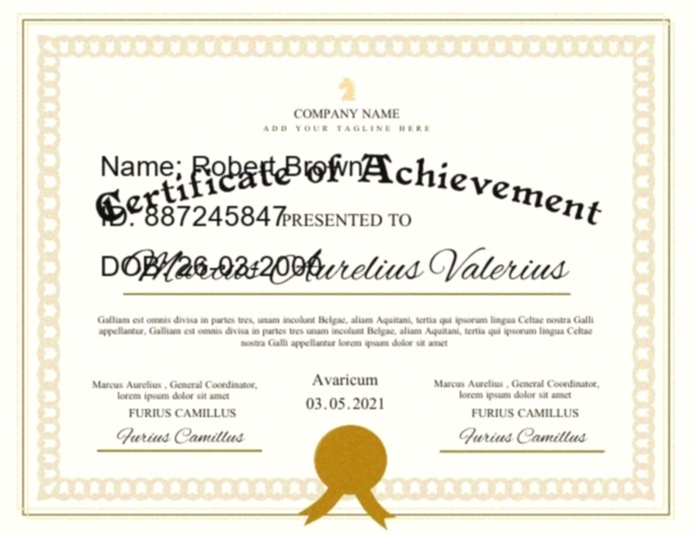 COMPANY NAME
ADD YOUR TAGLINE HERE
Name: Robert Brown
Certificate of Achievement
ID: 887245847
PRESENTED TO
DOB: 26-03-2000
Marcus Aurelius Valerius
Galliam est omnis divisa in partes tres, unam incolunt Belgae, aliam Aquitani, tertia qui ipsorum lingua Celtae nostra Galli
appellantur, Galliam est omnis divisa in partes tres unam incolunt Belgae, aliam Aquitani, tertia qui ipsorum lingua Celtae
nostra Galli appellantur lorem ipsum dolor sit amet
Marcus Aurelius , General Coordinator,
lorem ipsum dolor sit amet
FURIUS CAMILLUS
Furius Camillus
Avaricum
03.05.2021
Marcus Aurelius , General Coordinator,
lorem ipsum dolor sit amet
FURIUS CAMILLUS
Furius Camillus